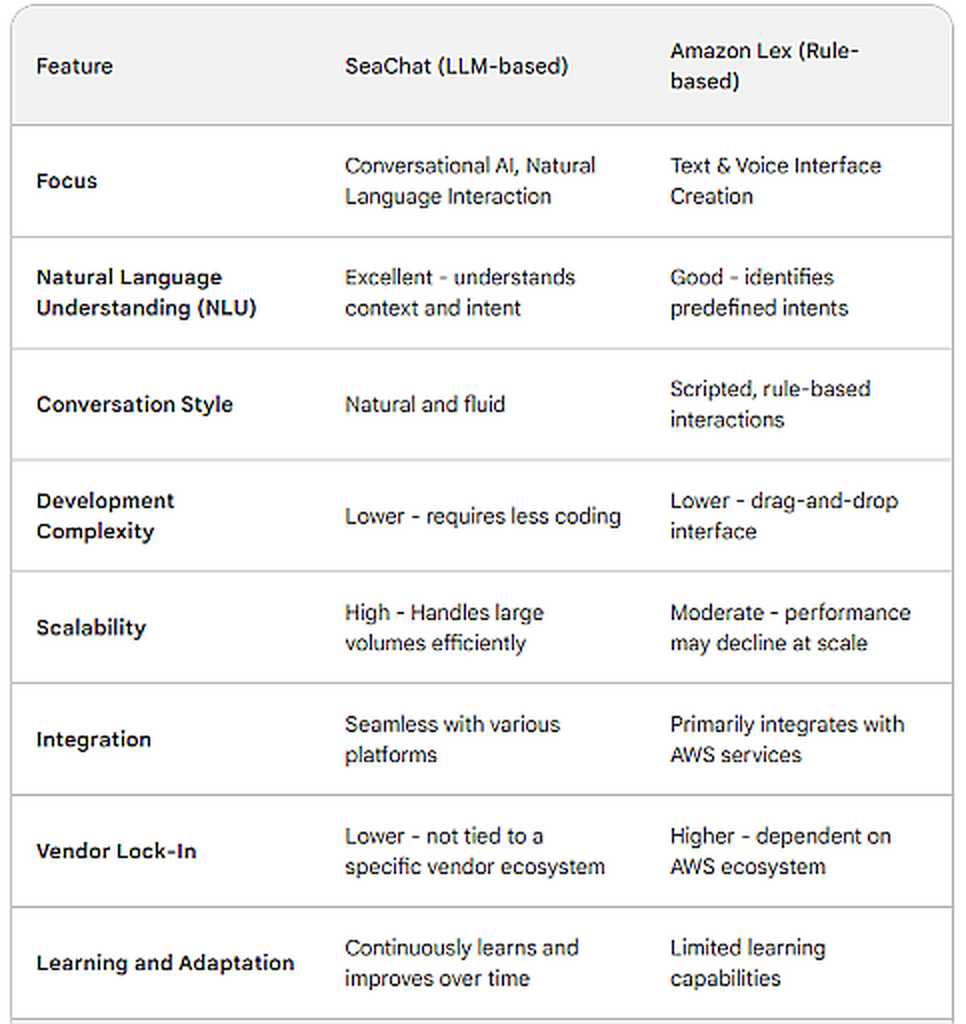 Feature
SeaChat (LLM-based)
Amazon Lex (Rule-
based)
Focus
Conversational AI, Natural
Language Interaction
Text & Voice Interface
Creation
Natural Language
Understanding (NLU)
Excellent - understands
context and intent
Good - identifies
predefined intents
Conversation Style
Natural and fluid
Scripted, rule-based
interactions
Development
Complexity
Lower - requires less coding
Lower - drag-and-drop
interface
Scalability
High - Handles large
volumes efficiently
Moderate - performance
may decline at scale
Integration
Seamless with various
platforms
Primarily integrates with
AWS services
Vendor Lock-In
Lower - not tied to a
specific vendor ecosystem
Higher - dependent on
AWS ecosystem
Learning and Adaptation
Continuously learns and
improves over time
Limited learning
capabilities